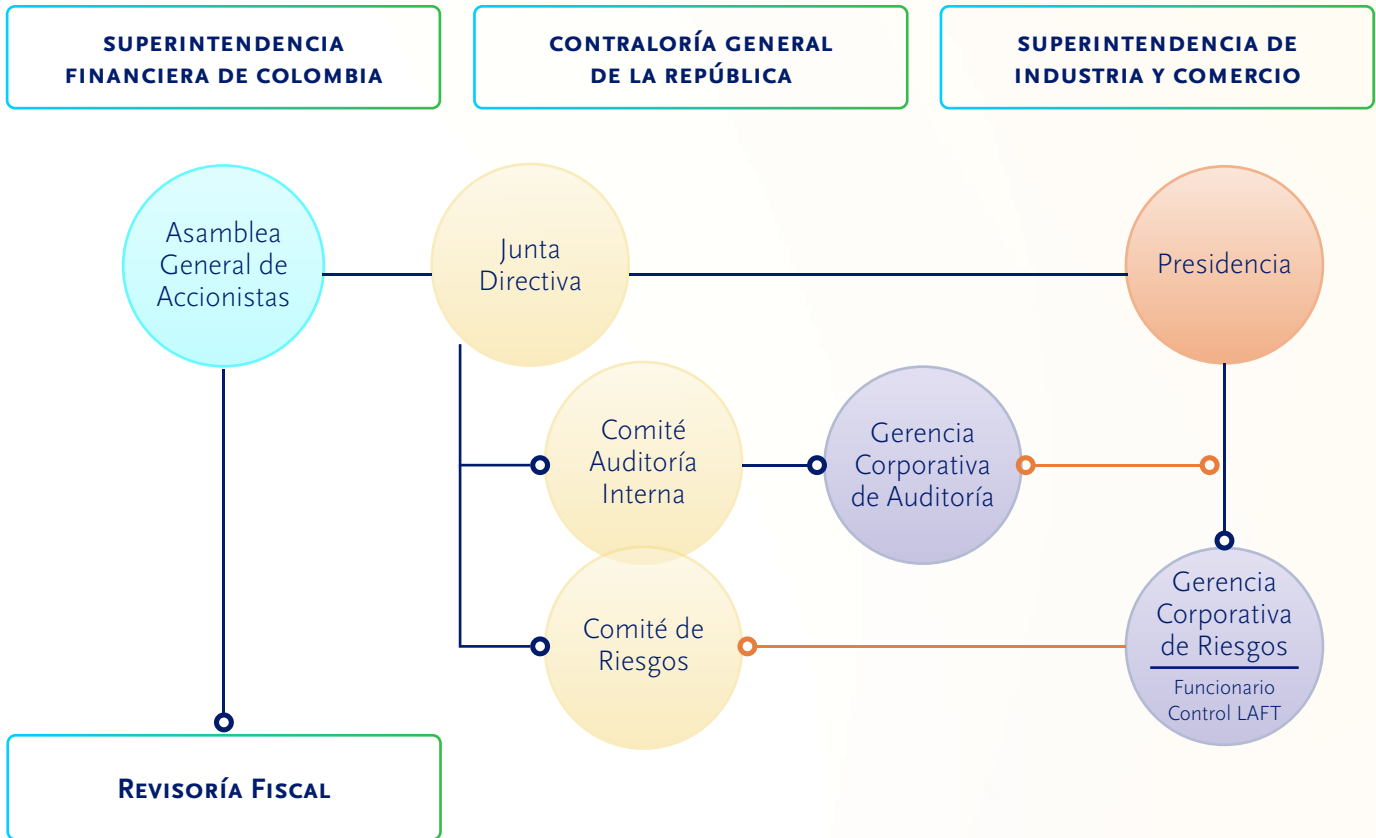 SUPERINTENDENCIA
FINANCIERA DE COLOMBIA
CONTRALORÍA GENERAL
DE LA REPÚBLICA
SUPERINTENDENCIA DE
INDUSTRIA Y COMERCIO
Asamblea
General de
Accionistas
Junta
Directiva
Presidencia
Comité
Auditoría
Interna
Gerencia
Corporativa
de Auditoría
Comité de
Riesgos
Gerencia
Corporativa
de Riesgos
Funcionario
Control LAFT
REVISORÍA FISCAL